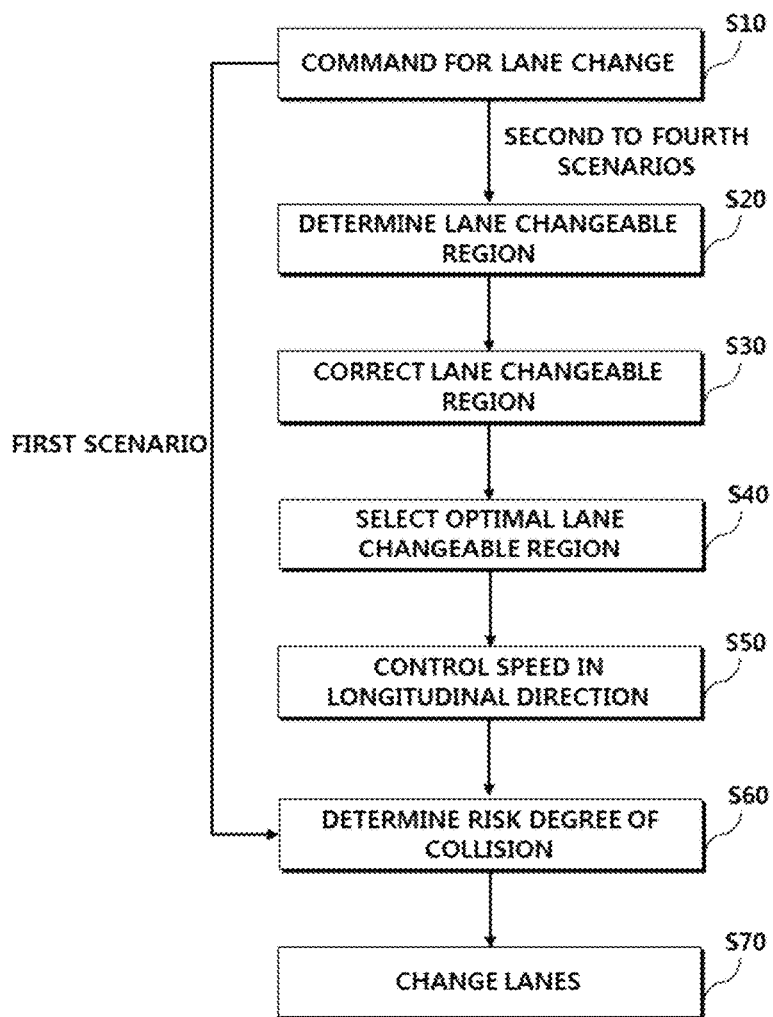 S10
COMMAND FOR LANE CHANGE
SECOND TO FOURTH
SCENARIOS
S20
DETERMINE LANE CHANGEABLE
REGION
S30
CORRECT LANE CHANGEABLE
REGION
FIRST SCENARIO
S40
SELECT OPTIMAL LANE
CHANGEABLE REGION
S50
CONTROL SPEED IN
LONGITUDINAL DIRECTION
S60
DETERMINE RISK DEGREE OF
COLLISION
S70
CHANGE LANES